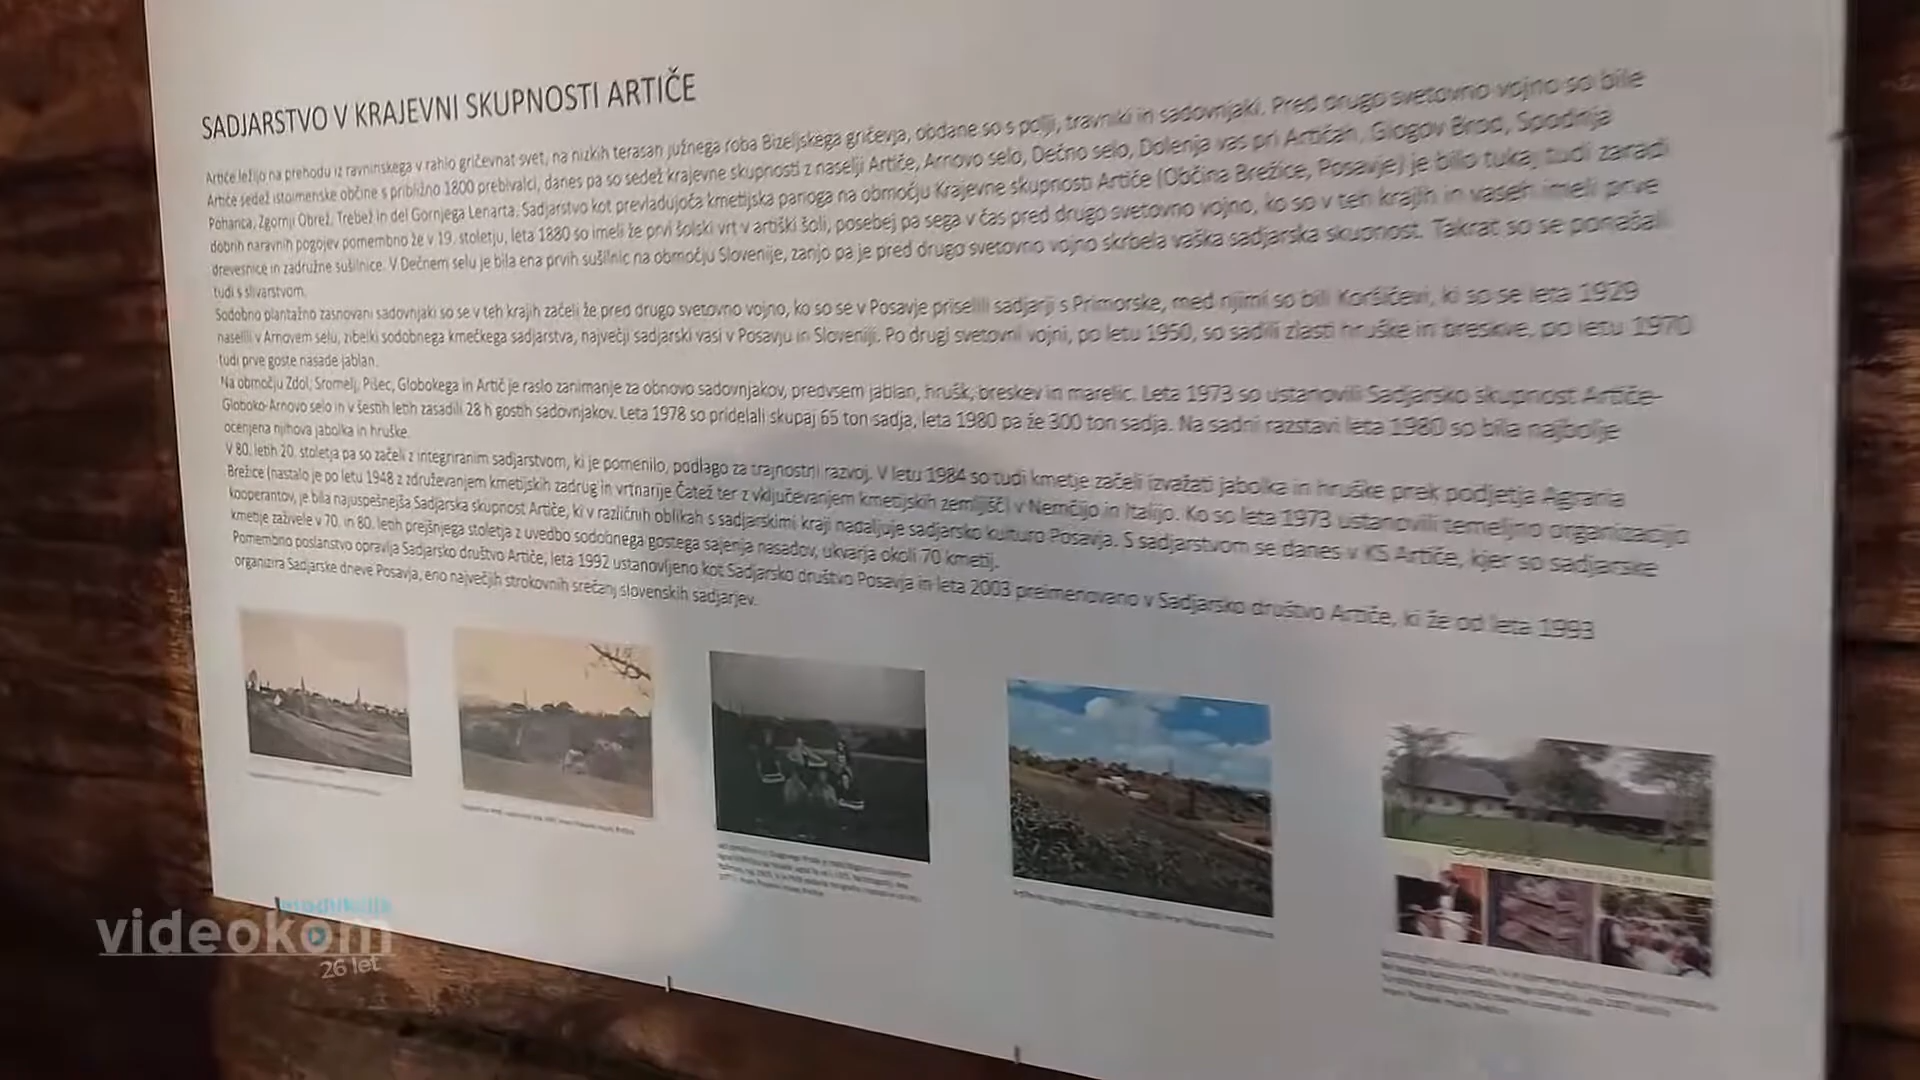 SADJARSTVO V KRAJEVNI SKUPNOSTI ARTIČE
Artiče ležijo na prehodu iz ravninskega v rahlo gričevnat svet, na nizkih terasah južnega roba Bizeljskega gričevja, obdane so s polji, travniki in sadovnjaki. Pred drugo svetovno vojno so bile
Artiče sedež istoimenske občine s približno 1800 prebivalci, danes pa so sedež krajevne skupnosti z naselji Artiče, Arnovo selo, Dečno selo, Dolenja vas pri Artičah, Glogov Brod, Spodnja
Pohanca, Zgornji Obrež, Trebež in del Gornjega Lenarta. Sadjarstvo kot prevladujoča kmetijska panoga na območju Krajevne skupnosti Artiče (Občina Brežice, Posavje) je bilo tukaj tudi zaradi
dobrih naravnih pogojev pomembno že v 19. stoletju, leta 1880 so imeli že prvi šolski vrt v artiški šoli, posebej pa sega v čas pred drugo svetovno vojno, ko so v teh krajih in vaseh imeli prve
drevesnice in zadružne sušilnice. V Dečnem selu je bila ena prvih sušilnic na območju Slovenije, zanjo pa je pred drugo svetovno vojno skrbela vaška sadjarska skupnost. Takrat so se ponašali
tudi s slivarstvom.
Sodobno plantažno zasnovani sadovnjaki so se v teh krajih začeli že pred drugo svetovno vojno, ko so se v Posavje priselili sadjarji s Primorske, med njimi so bili Koršičevi, ki so se leta 1929
naselili v Arnovem selu, zibelki sodobnega kmečkega sadjarstva, največji sadjarski vasi v Posavju in Sloveniji. Po drugi svetovni vojni, po letu 1950, so sadili zlasti hruške in breskve, po letu 1970
tudi prve goste nasade jablan.
Na območju Zdol, Sromelj, Pišec, Globokega in Artič je raslo zanimanje za obnovo sadovnjakov, predvsem jablan, hrušk, breskev in marelic. Leta 1973 so ustanovili Sadjarsko skupnost Artiče-
Globoko-Arnovo selo in v šestih letih zasadili 28 h gostih sadovnjakov. Leta 1978 so pridelali skupaj 65 ton sadja, leta 1980 pa že 300 ton sadja. Na sadni razstavi leta 1980 so bila najbolje
ocenjena njihova jabolka in hruške.
V 80. letih 20. stoletja pa so začeli z integriranim sadjarstvom, ki je pomenilo, podlago za trajnostni razvoj. V letu 1984 so tudi kmetje začeli izvažati jabolka in hruške prek podjetja Agraria
Brežice (nastalo je po letu 1948 z združevanjem kmetijskih zadrug in vrtnarije Čatež ter z vključevanjem kmetijskih zemljišč) v Nemčijo in Italijo. Ko so leta 1973 ustanovili temeljno organizacijo
kooperantov, je bila najuspešnejša Sadjarska skupnost Artiče, ki v različnih oblikah s sadjarskimi kraji nadaljuje sadjarsko kulturo Posavja. S sadjarstvom se danes v KS Artiče, kjer so sadjarske
kmetije zaživele v 70. in 80. letih prejšnjega stoletja z uvedbo sodobnega gostega sajenja nasadov, ukvarja okoli 70 kmetij.
Pomembno poslanstvo opravlja Sadjarsko društvo Artiče, leta 1992 ustanovljeno kot Sadjarsko društvo Posavja in leta 2003 preimenovano v Sadjarsko društvo Artiče, ki že od leta 1993
organizira Sadjarske dneve Posavja, eno največjih strokovnih srečanj slovenskih sadjarjev.
produkcija
videokom
26 let